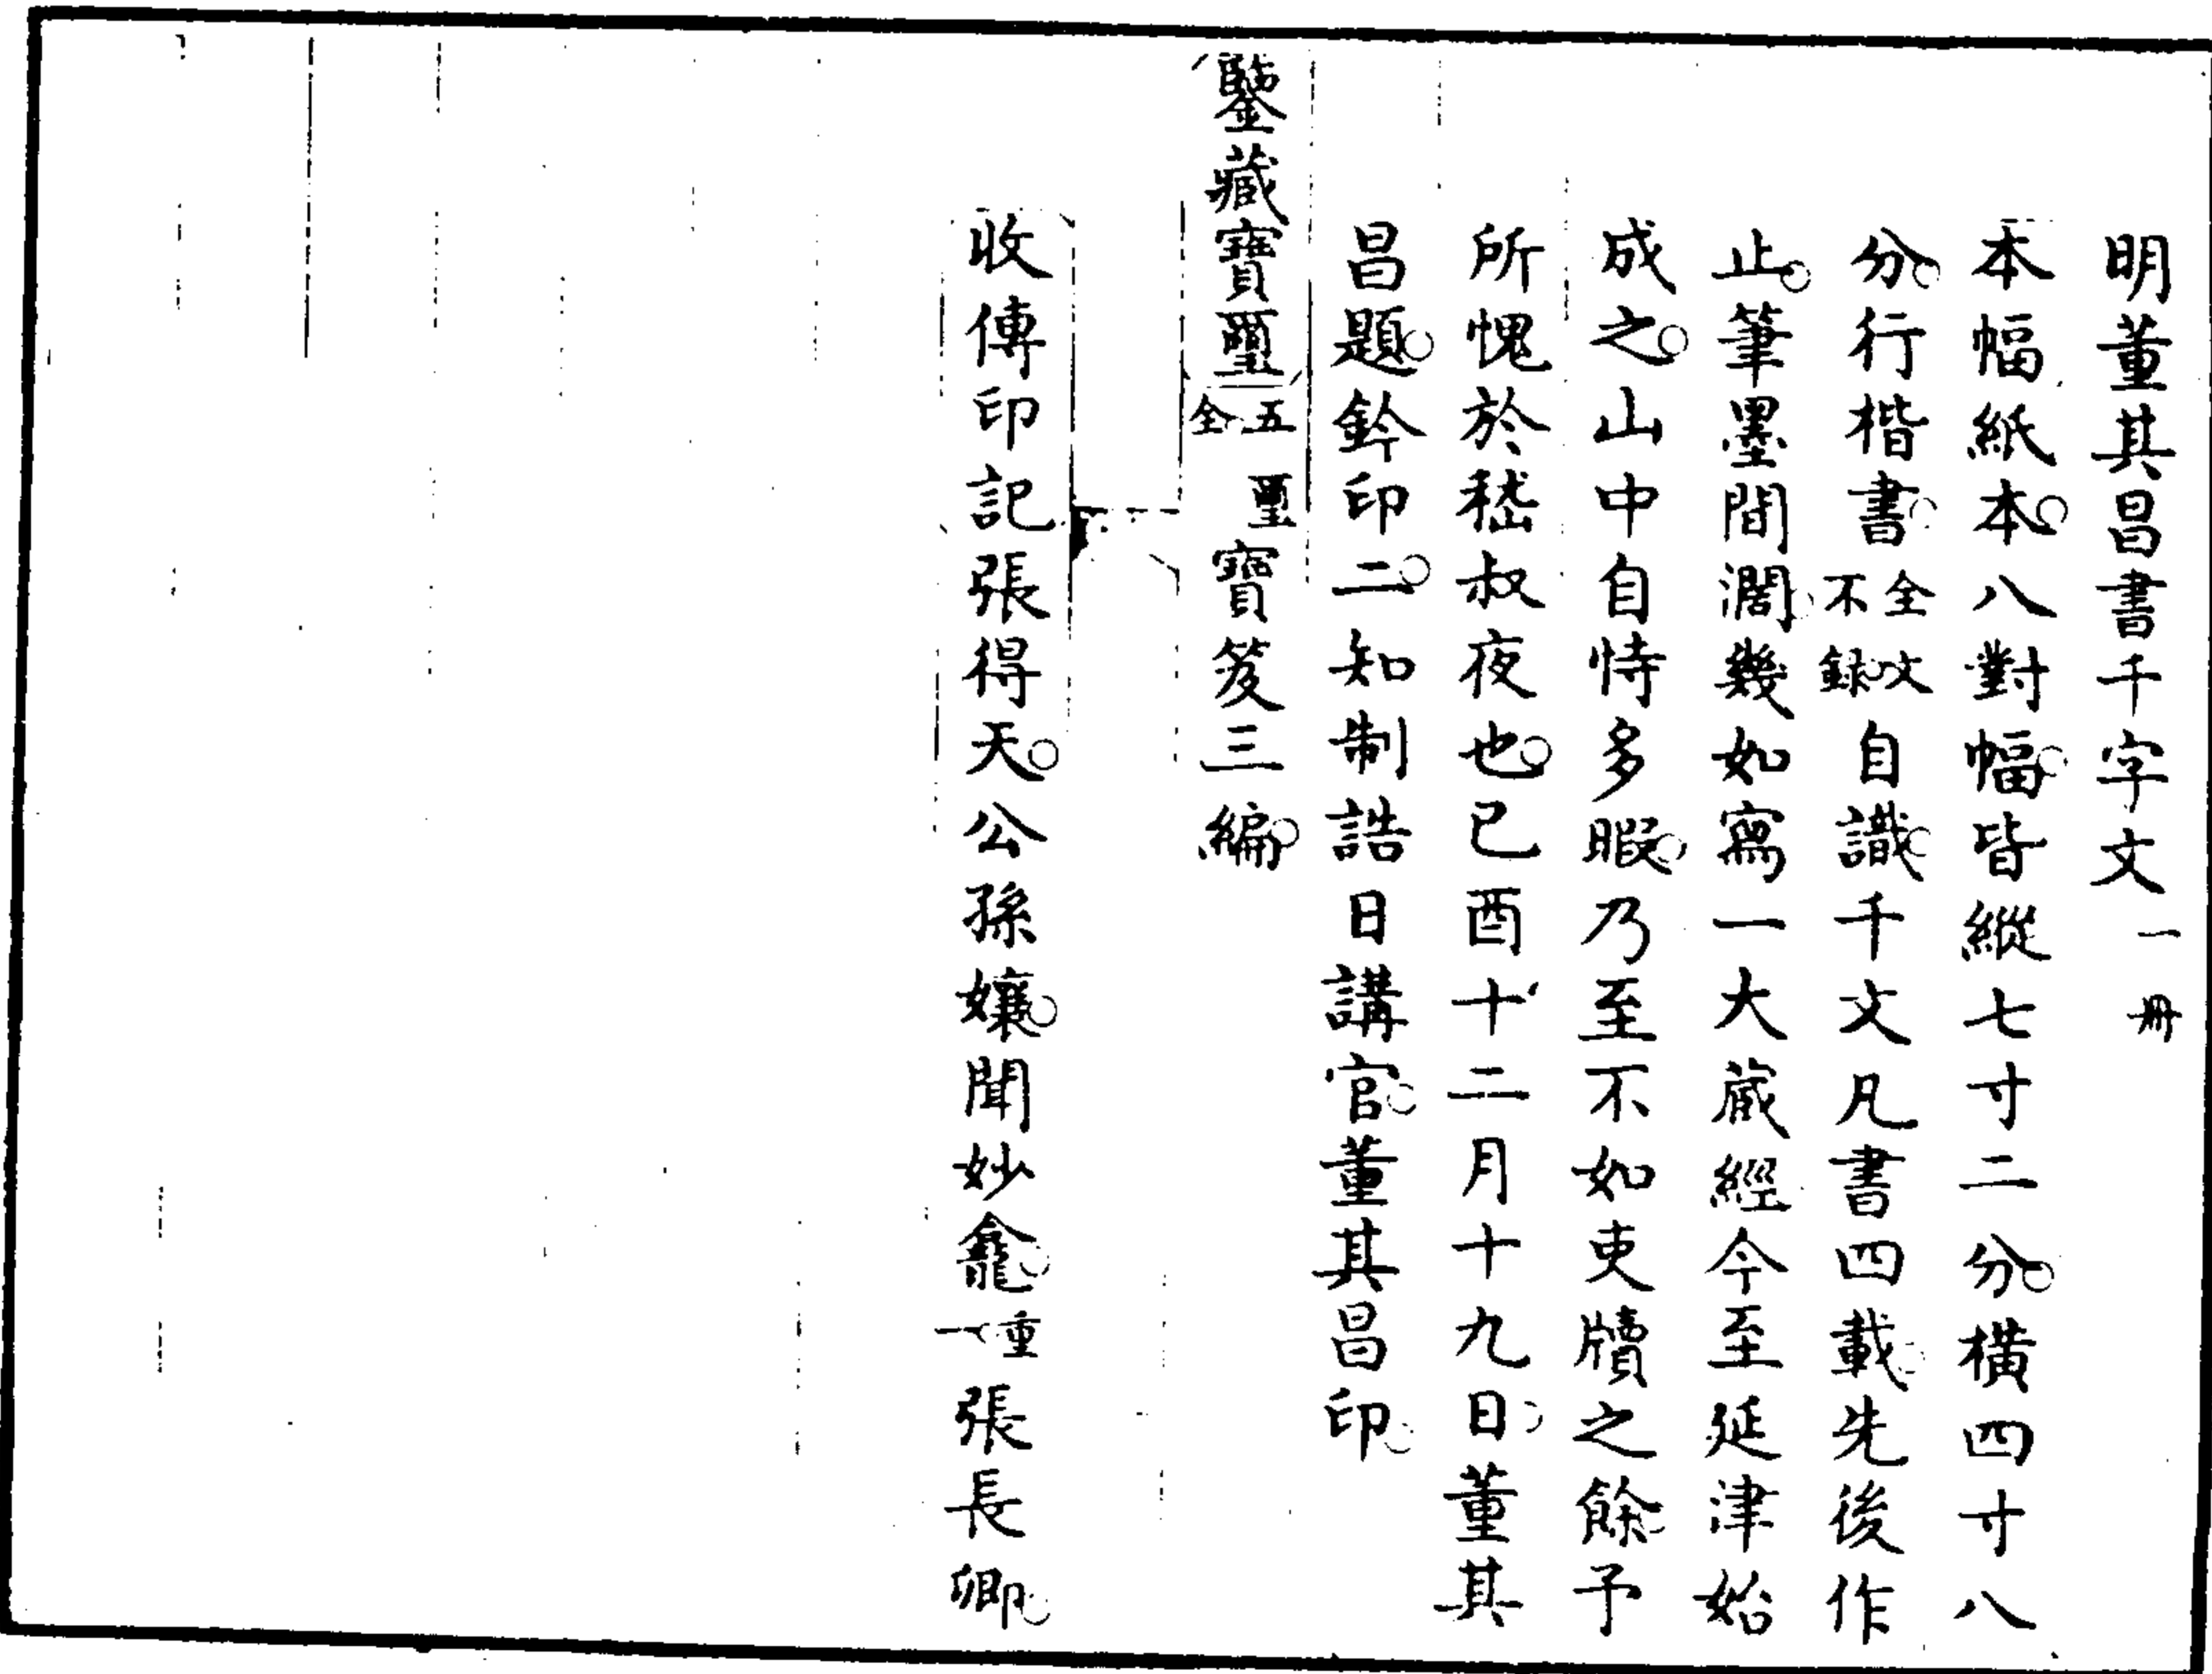 明董其昌書千字文一冊
本幅紙本八對幅皆縱七寸二分橫四寸八
分行楷書全文不録自識千文凡書四載先後作
止筆墨間濶幾如寫一大蔵經今至延津始
成之山中自恃多暇乃至不如吏牘之餘予
所愧於嵇叔夜也已酉十二月十九日董其
昌題鈐印二知制誥日講官董其昌印
鑒藏寶璽五璽全寶笈三編
收傳印記張得天公孫孃聞妙龕重一張長卿